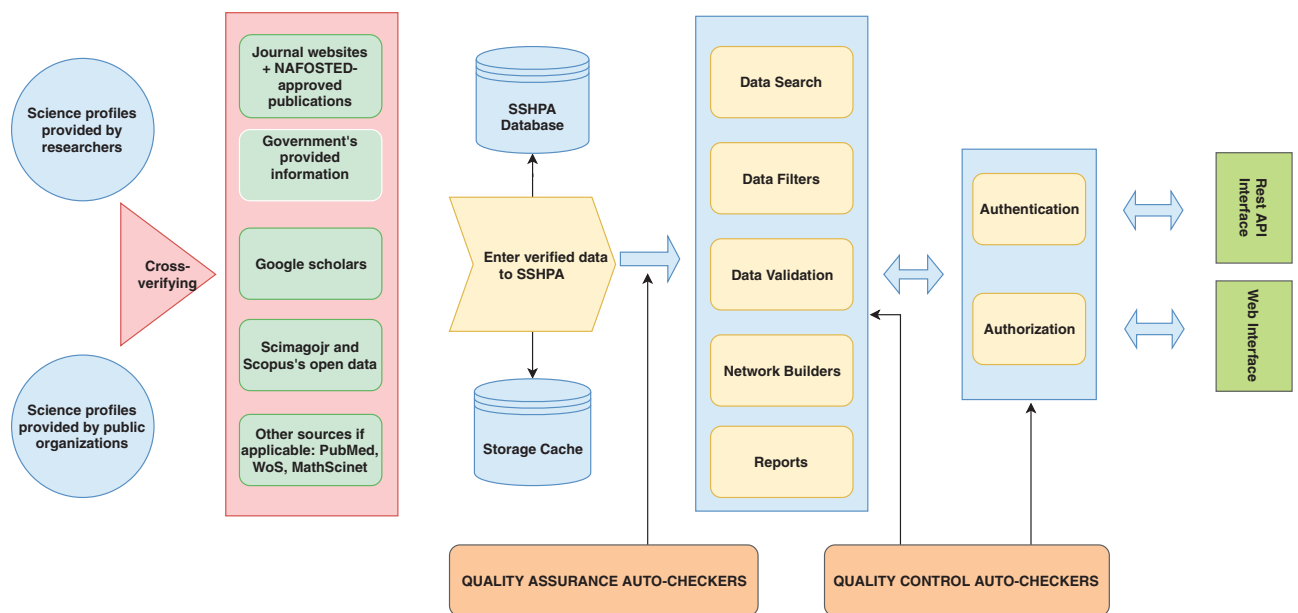 Science profiles
provided by
researchers
Cross-
verifying
Science profiles
provided by public
organizations
Journal websites
+ NAFOSTED-
approved
publications
Government's
provided
information
Google scholars
Scimagojr and
Scopus's open data
Other sources if
applicable: PubMed,
WoS, MathScinet
SSHPA
Database
Enter verified data
to SSHPA
Storage Cache
Data Search
Data Filters
Data Validation
Network Builders
Reports
Authentication
Authorization
Rest API
Interface
Web Interface
QUALITY ASSURANCE AUTO-CHECKERS
QUALITY CONTROL AUTO-CHECKERS